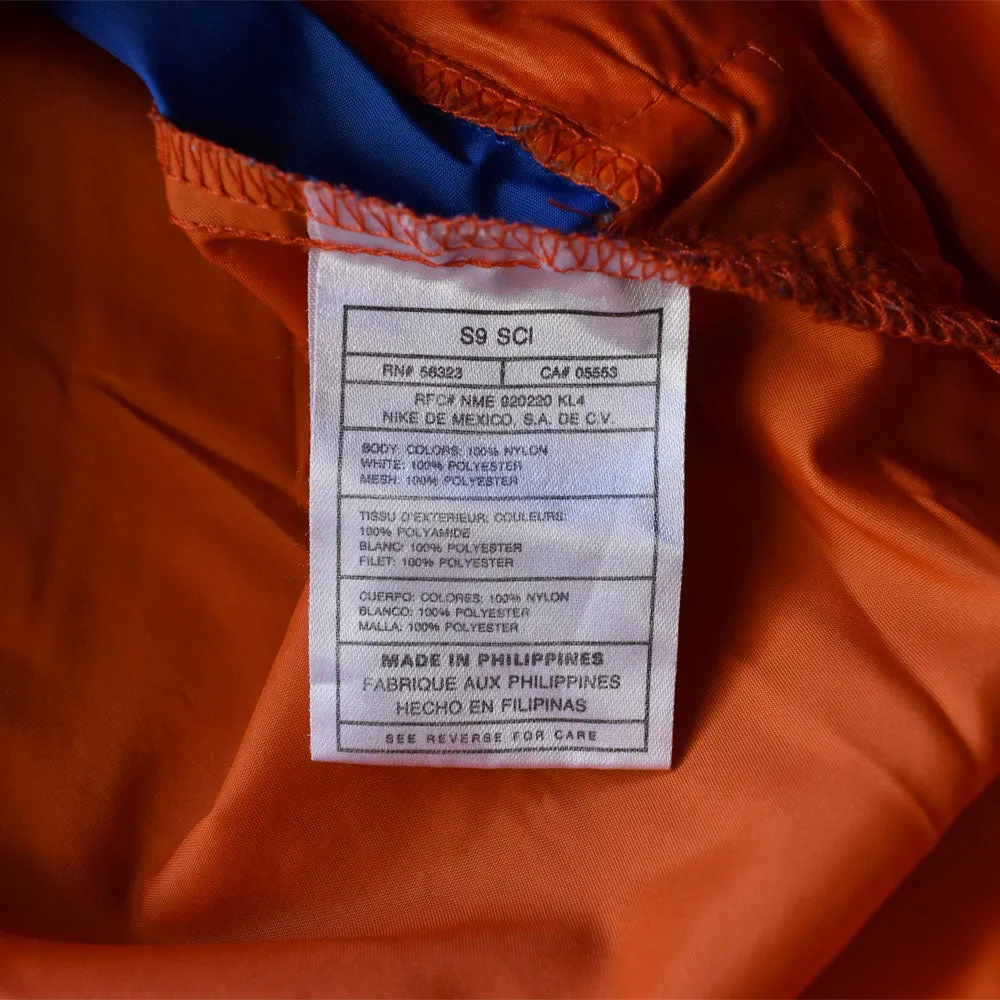 S9 SCI
RN# 56323
CA# 05553
RFC# NME 920220 KL4
NIKE DE MEXICO, S.A. DE C.V.
BODY: COLORS: 100% NYLON
WHITE: 100% POLYESTER
MESH: 100% POLYESTER
TISSU D'EXTERIEUR: COULEURS:
100% POLYAMIDE
BLANC: 100% POLYESTER
FILET: 100% POLYESTER
CUERPO: COLORES: 100% NYLON
BLANCO: 100% POLYESTER
MALLA: 100% POLYESTER
MADE IN PHILIPPINES
FABRIQUE AUX PHILIPPINES
HECHO EN FILIPINAS
SEE REVERSE FOR CARE